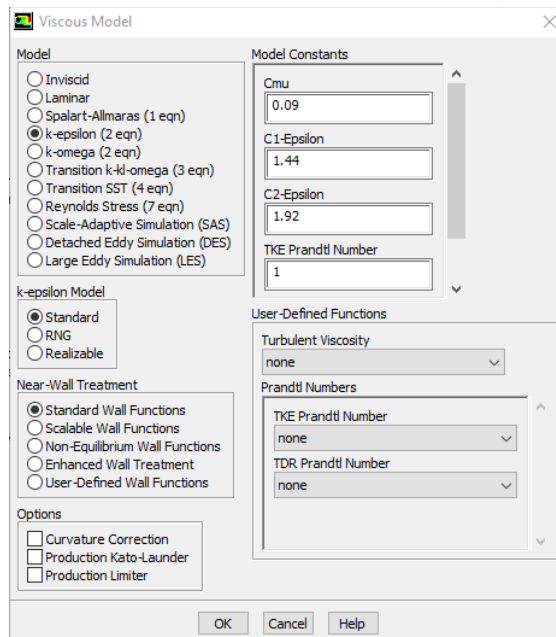 Viscous Model
Model
Inviscid
Laminar
Spalart-Allmaras (1 eqn)
k-epsilon (2 eqn)
k-omega (2 eqn)
Transition k-kl-omega (3 eqn)
Transition SST (4 eqn)
Reynolds Stress (7 eqn)
Scale-Adaptive Simulation (SAS)
Detached Eddy Simulation (DES)
Large Eddy Simulation (LES)
k-epsilon Model
Standard
RNG
Realizable
Near-Wall Treatment
Standard Wall Functions
Scalable Wall Functions
Non-Equilibrium Wall Functions
Enhanced Wall Treatment
User-Defined Wall Functions
Options
Curvature Correction
Production Kato-Launder
Production Limiter
Model Constants
Cmu
0.09
C1-Epsilon
1.44
C2-Epsilon
1.92
TKE Prandtl Number
1
User-Defined Functions
Turbulent Viscosity
none
Prandtl Numbers
TKE Prandtl Number
none
TDR Prandtl Number
none
OK Cancel Help